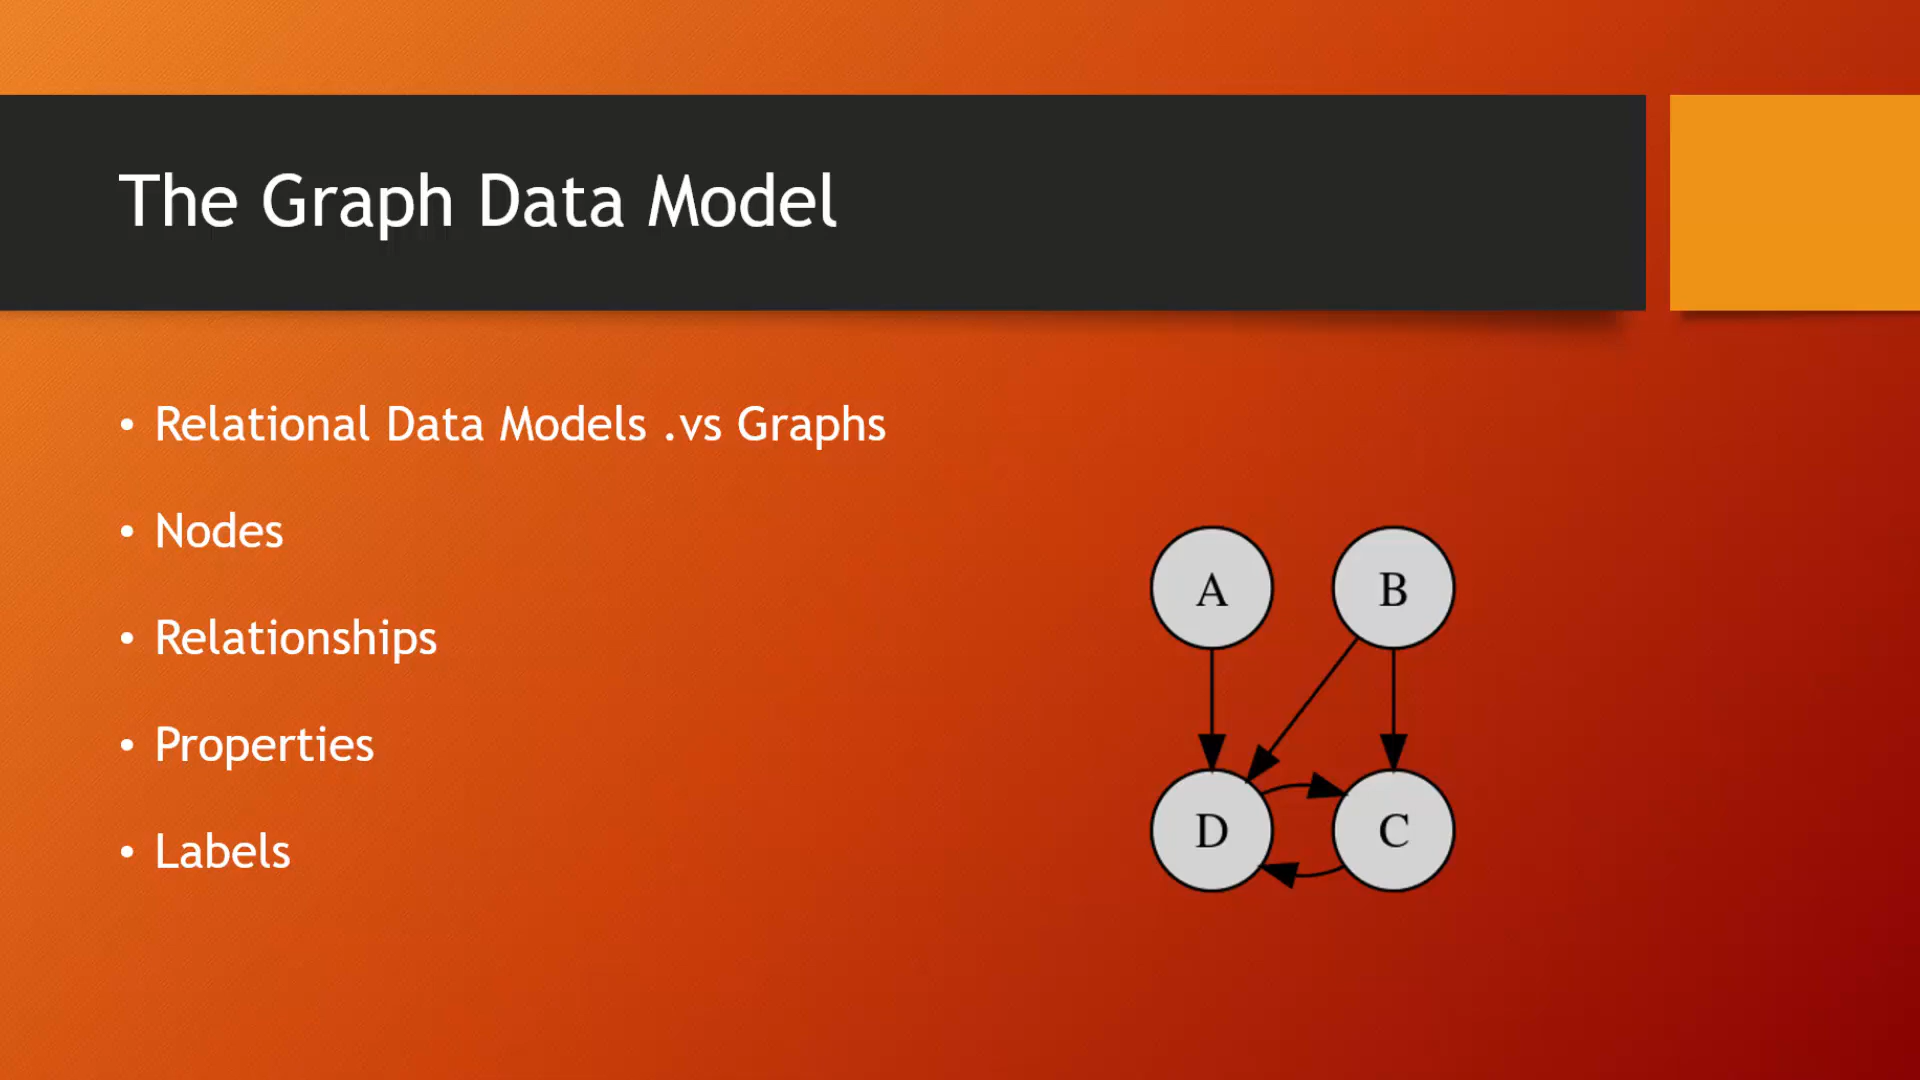 The Graph Data Model
• Relational Data Models .vs Graphs
• Nodes
• Relationships
• Properties
• Labels
A B
D C